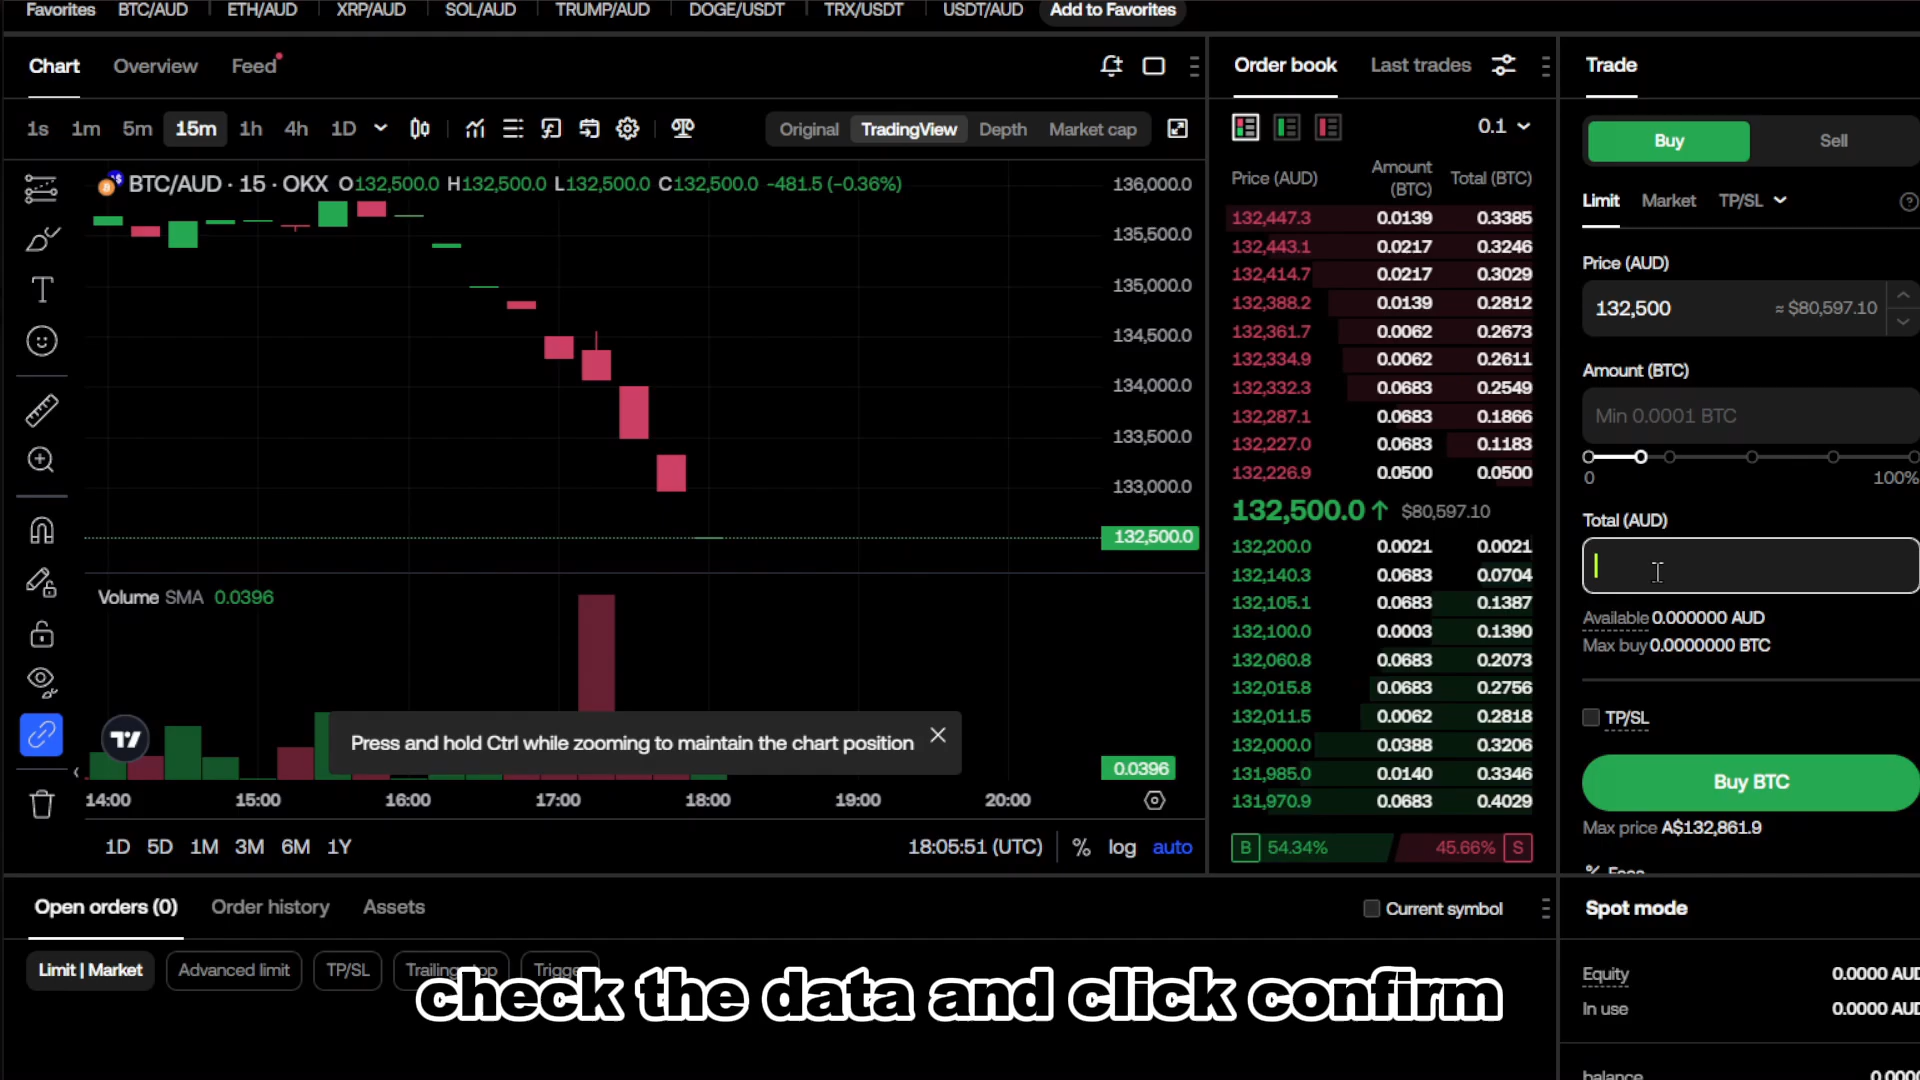 Favorites BTC/AUD ETH/AUD XRP/AUD SOL/AUD TRUMP/AUD DOGE/USDT TRX/USDT USDT/AUD Add to Favorites
Chart Overview Feed
1s 1m 5m 15m 1h 4h 1D Original TradingView Depth Market cap
BTC/AUD · 15 · OKX O132,500.0 H132,500.0 L132,500.0 C132,500.0 -481.5 (-0.36%)
136,000.0
135,500.0
135,000.0
134,500.0
134,000.0
133,500.0
133,000.0
132,500.0
Volume SMA 0.0396
Press and hold Ctrl while zooming to maintain the chart position
0.0396
14:00 15:00 16:00 17:00 18:00 19:00 20:00
1D 5D 1M 3M 6M 1Y 18:05:51 (UTC) % log auto
Order book Last trades
0.1
Price (AUD) Amount (BTC) Total (BTC)
132,447.3 0.0139 0.3385
132,443.1 0.0217 0.3246
132,414.7 0.0217 0.3029
132,388.2 0.0139 0.2812
132,361.7 0.0062 0.2673
132,334.9 0.0062 0.2611
132,332.3 0.0683 0.2549
132,287.1 0.0683 0.1866
132,227.0 0.0683 0.1183
132,226.9 0.0500 0.0500
132,500.0 $80,597.10
132,200.0 0.0021 0.0021
132,140.3 0.0683 0.0704
132,105.1 0.0683 0.1387
132,100.0 0.0003 0.1390
132,060.8 0.0683 0.2073
132,015.8 0.0683 0.2756
132,011.5 0.0062 0.2818
132,000.0 0.0388 0.3206
131,985.0 0.0140 0.3346
131,970.9 0.0683 0.4029
B 54.34% 45.66% S
Trade
Buy Sell
Limit Market TP/SL
Price (AUD)
132,500 ≈ $80,597.10
Amount (BTC)
Min 0.0001 BTC
0 100%
Total (AUD)
Available 0.000000 AUD
Max buy 0.0000000 BTC
TP/SL
Buy BTC
Max price A$132,861.9
% Fees
Open orders (0) Order history Assets Current symbol
Limit | Market Advanced limit TP/SL Trailing stop Trigger
check the data and click confirm
Spot mode
Equity 0.0000 AUD
In use 0.0000 AUD
balance 0.0000